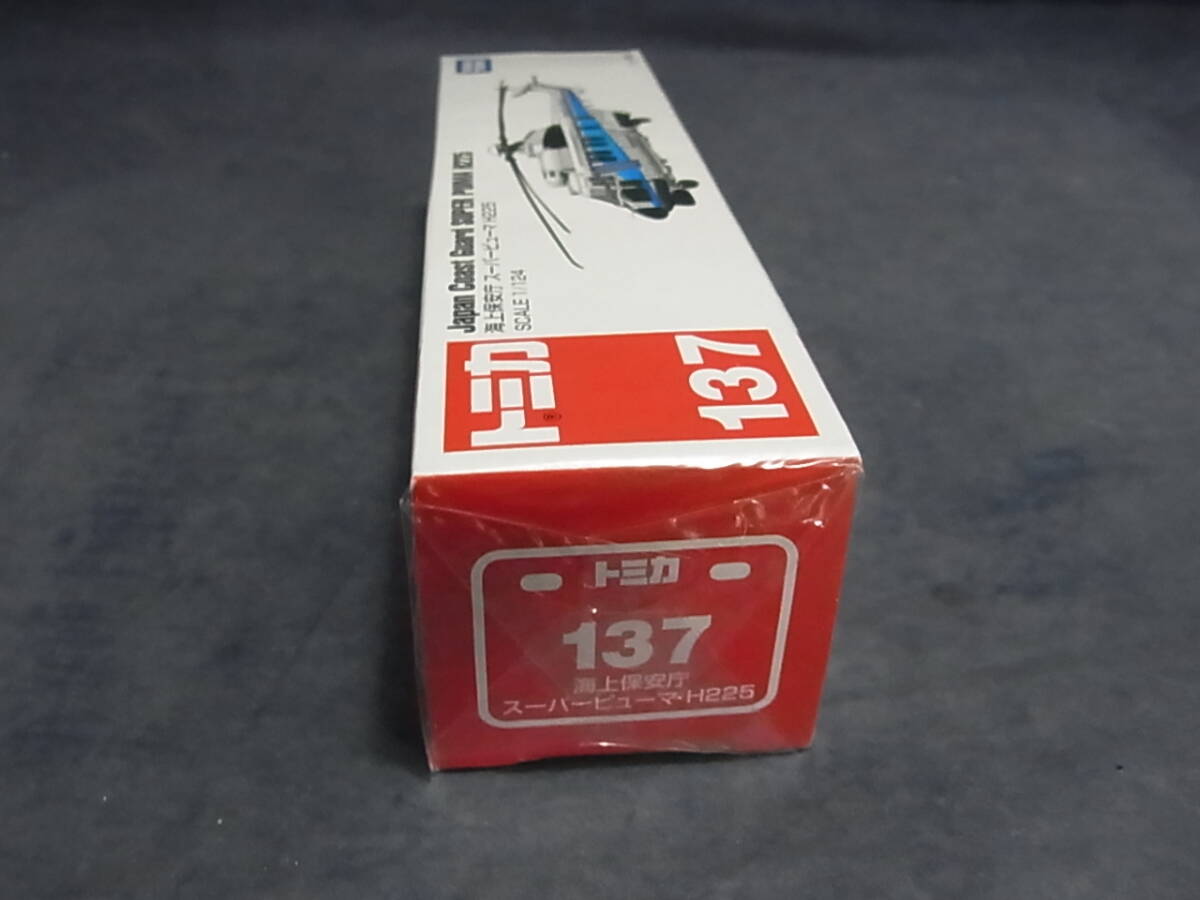 Japan Coast Guard SUPER PUMA H225
海上保安庁 スーパーピューマ H225
SCALE 1/124
トミカ®
137
トミカ
137
海上保安庁
スーパーピューマ・H225